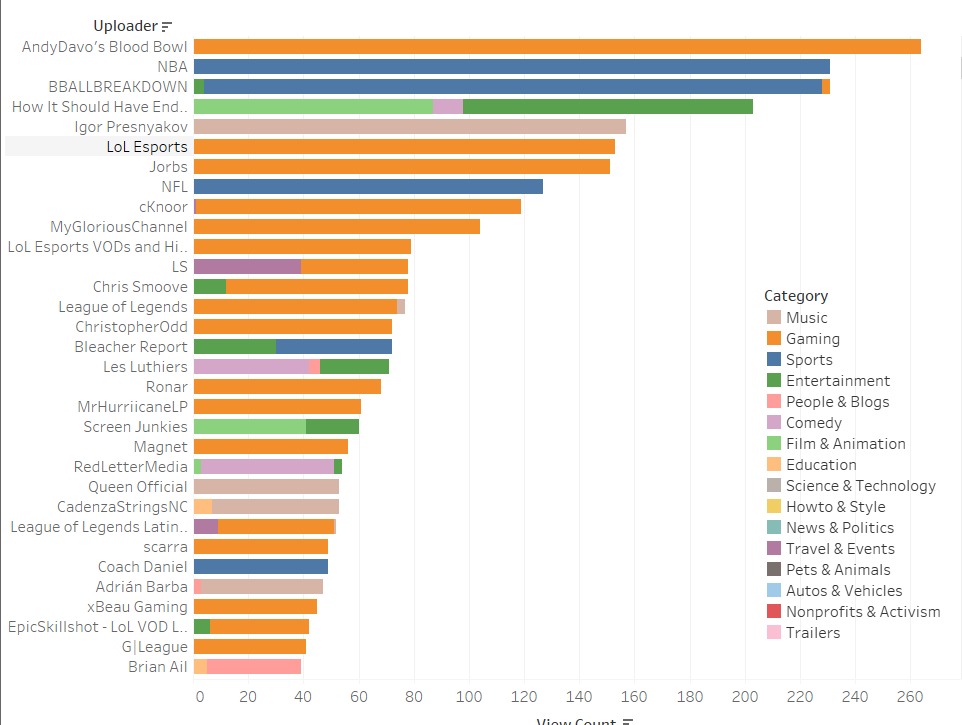 Uploader
AndyDavo's Blood Bowl
NBA
BBALLBREAKDOWN
How It Should Have End..
Igor Presnyakov
LoL Esports
Jorbs
NFL
cKnoor
MyGloriousChannel
LoL Esports VODs and Hi..
LS
Chris Smoove
League of Legends
ChristopherOdd
Bleacher Report
Les Luthiers
Ronar
MrHurriicaneLP
Screen Junkies
Magnet
RedLetterMedia
Queen Official
CadenzaStringsNC
League of Legends Latin..
scarra
Coach Daniel
Adrián Barba
xBeau Gaming
EpicSkillshot - LoL VOD L..
G|League
Brian Ail
Category
Music
Gaming
Sports
Entertainment
People & Blogs
Comedy
Film & Animation
Education
Science & Technology
Howto & Style
News & Politics
Travel & Events
Pets & Animals
Autos & Vehicles
Nonprofits & Activism
Trailers
0 20 40 60 80 100 120 140 160 180 200 220 240 260
View Count